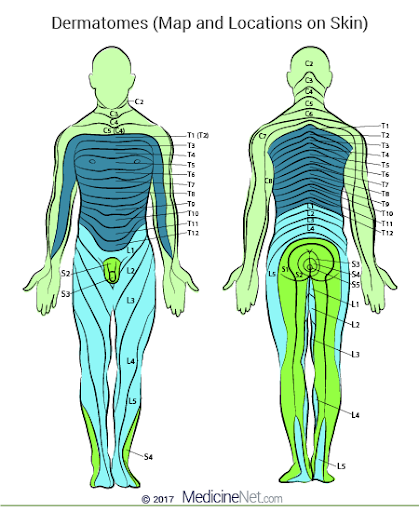 Dermatomes (Map and Locations on Skin)
C2
C3
C4
C5 (C4)
T1 (T2)
T3
T4
T5
T6
T7
T8
T9
T10
T11
T12
L1
S2
L2
S3
L3
L4
L5
S4
C2
C3
C4
C5
C6
T1
C7
T2
T3
T4
T5
T6
C8
T7
T8
T9
T10
T11
T12
L1
L2
L3
L4
L5
S1
S2
S3
S4
S5
L1
L2
L3
L4
L5
© 2017 MedicineNet.com